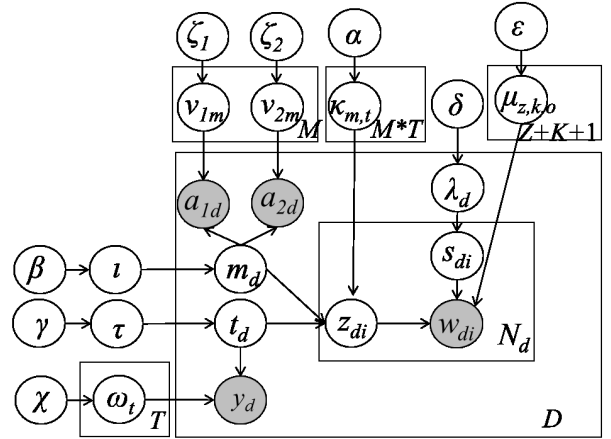 ζ1 ζ2 α ε
ν1m ν2m M κm,t M*T δ μz,k,o Z+K+1
a1d a2d λd
β ι md sdi
γ τ td zdi wdi Nd
χ ωt T yd D